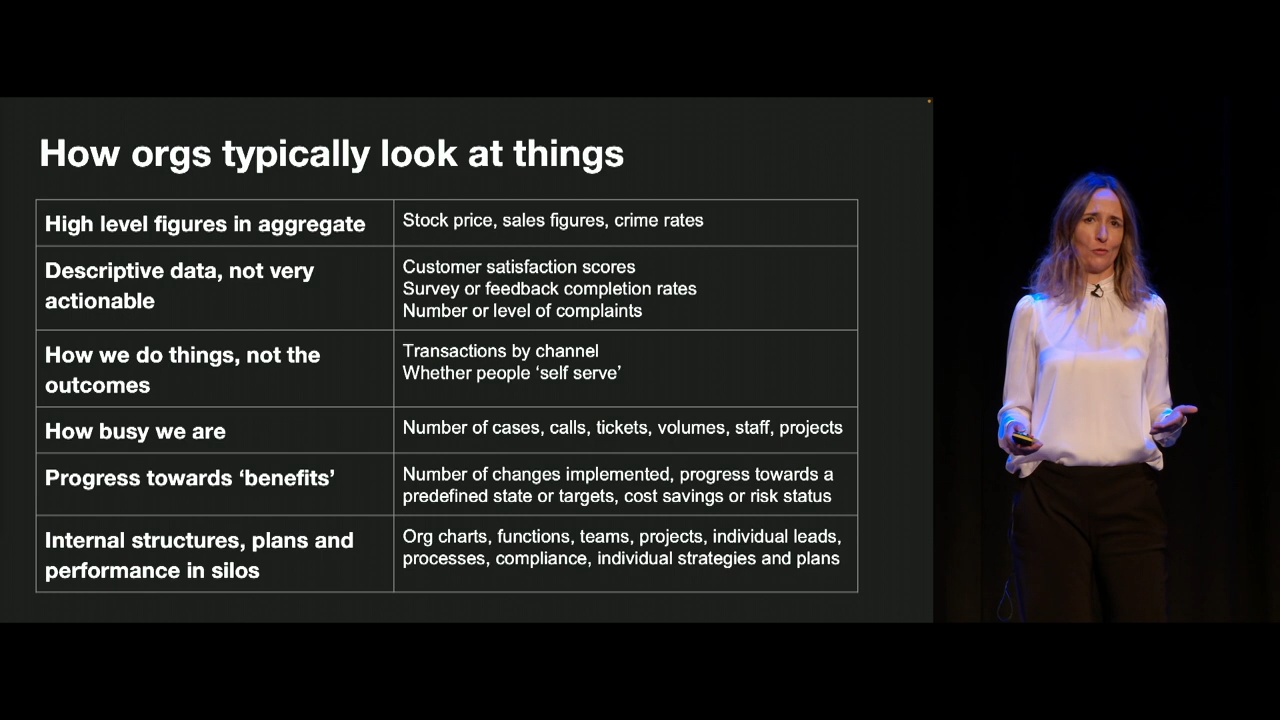 How orgs typically look at things
High level figures in aggregate
Stock price, sales figures, crime rates
Descriptive data, not very
actionable
Customer satisfaction scores
Survey or feedback completion rates
Number or level of complaints
How we do things, not the
outcomes
Transactions by channel
Whether people ‘self serve’
How busy we are
Number of cases, calls, tickets, volumes, staff, projects
Progress towards ‘benefits’
Number of changes implemented, progress towards a
predefined state or targets, cost savings or risk status
Internal structures, plans and
performance in silos
Org charts, functions, teams, projects, individual leads,
processes, compliance, individual strategies and plans